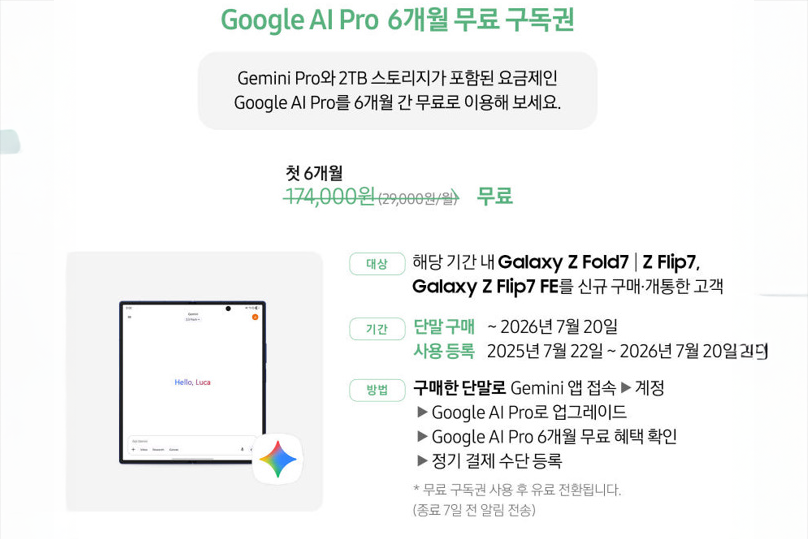 Google AI Pro 6개월 무료 구독권
Gemini Pro와 2TB 스토리지가 포함된 요금제인
Google AI Pro를 6개월 간 무료로 이용해 보세요.
첫 6개월
174,000원 (29,000원/월) 무료
대상 해당 기간 내 Galaxy Z Fold7 | Z Flip7,
Galaxy Z Flip7 FE를 신규 구매·개통한 고객
기간 단말 구매 ~ 2026년 7월 20일
사용 등록 2025년 7월 22일 ~ 2026년 7월 20일
방법 구매한 단말로 Gemini 앱 접속 ▶ 계정
▶ Google AI Pro로 업그레이드
▶ Google AI Pro 6개월 무료 혜택 확인
▶ 정기 결제 수단 등록
* 무료 구독권 사용 후 유료 전환됩니다.
(종료 7일 전 알림 전송)
Gemini
Hello, Luca